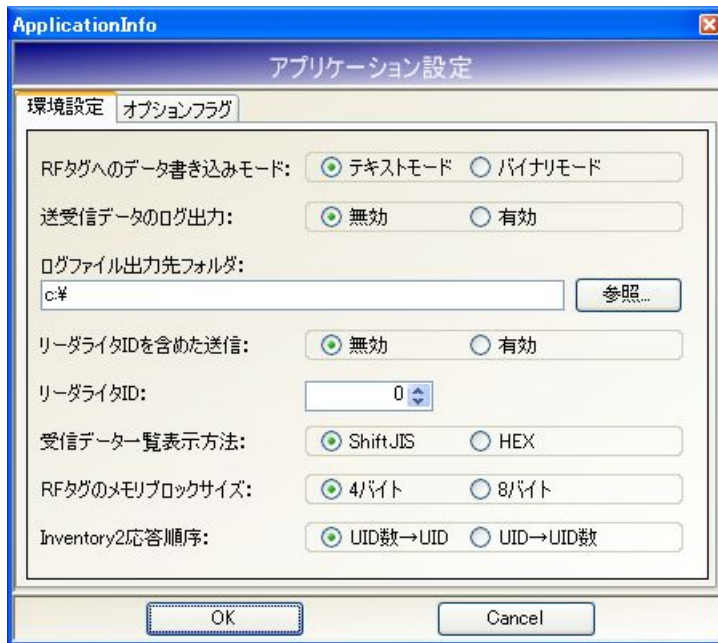 ApplicationInfo
アプリケーション設定
環境設定 オプションフラグ
RFタグへのデータ書き込みモード: テキストモード バイナリモード
送受信データのログ出力: 無効 有効
ログファイル出力先フォルダ:
c:¥ 参照...
リーダライタIDを含めた送信: 無効 有効
リーダライタID: 0
受信データ一覧表示方法: ShiftJIS HEX
RFタグのメモリブロックサイズ: 4バイト 8バイト
Inventory2応答順序: UID数→UID UID→UID数
OK Cancel